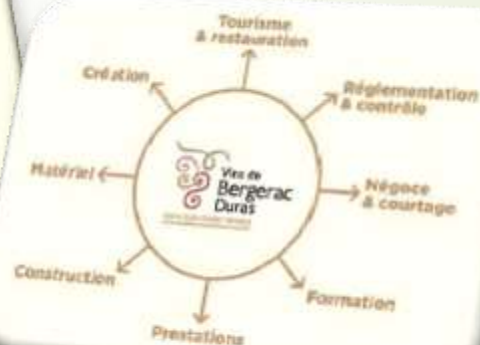 Tourisme
& restauration
Création
Réglementation
& contrôle
Matériel
Vins de
Bergerac
Duras
Négoce
& courtage
Construction
Formation
Prestations